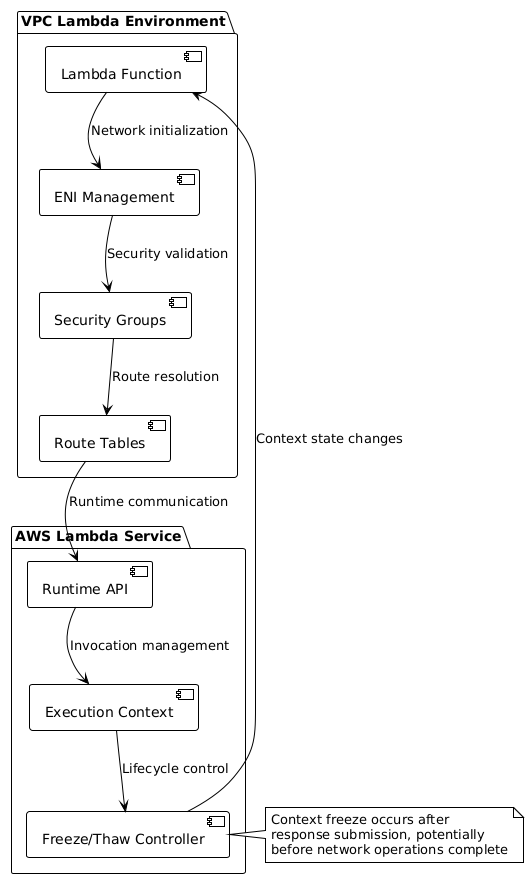 VPC Lambda Environment
Lambda Function
Network initialization
ENI Management
Security validation
Security Groups
Route resolution
Route Tables
Context state changes
Runtime communication
AWS Lambda Service
Runtime API
Invocation management
Execution Context
Lifecycle control
Freeze/Thaw Controller
Context freeze occurs after
response submission, potentially
before network operations complete